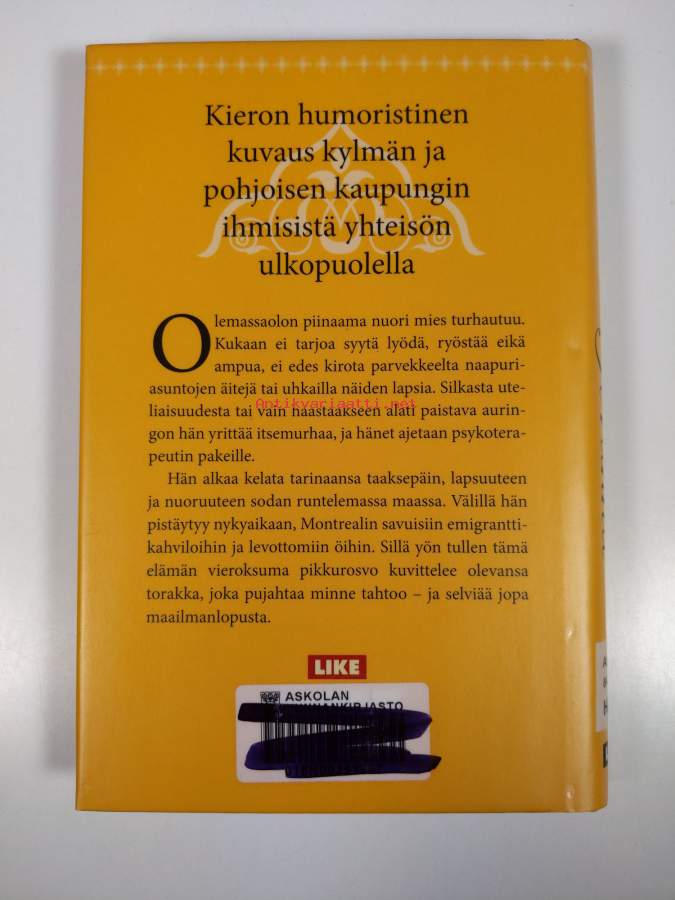 Kieron humoristinen
kuvaus kylmän ja
pohjoisen kaupungin
ihmisistä yhteisön
ulkopuolella
Olemassaolon piinaama nuori mies turhautuu.
Kukaan ei tarjoa syytä lyödä, ryöstää eikä
ampua, ei edes kirota parvekkeelta naapuri-
asuntojen äitejä tai uhkailla näiden lapsia. Silkasta ute-
liaisuudesta tai vain haastaakseen alati paistava aurin-
gon hän yrittää itsemurhaa, ja hänet ajetaan psykotera-
peutin pakeille.
Hän alkaa kelata tarinaansa taaksepäin, lapsuuteen
ja nuoruuteen sodan runtelemassa maassa. Välillä hän
pistäytyy nykyaikaan, Montrealin savuisiin emigrantti-
kahviloihin ja levottomiin öihin. Sillä yön tullen tämä
elämän vieroksuma pikkurosvo kuvittelee olevansa
torakka, joka pujahtaa minne tahtoo – ja selviää jopa
maailmanlopusta.
Antikvariaatti.net
LIKE
ASKOLAN